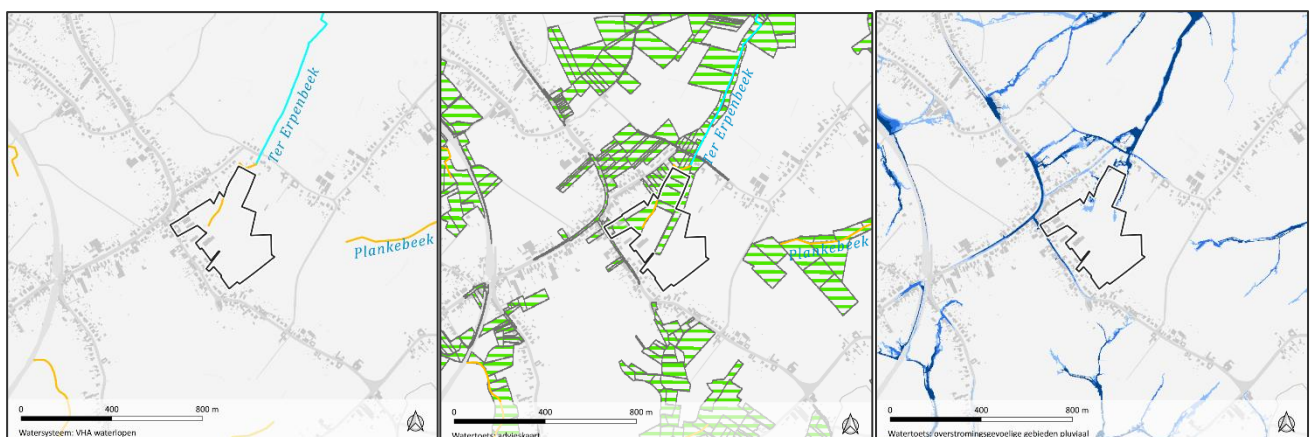 Ter Erpenbeek
Plankebeek
0 400 800 m
Watersysteem: VHA waterlopen
Ter Erpenbeek
Plankebeek
0 400 800 m
Watertoets: advieskaart
0 400 800 m
Watertoets: overstromingsgevoelige gebieden pluviaal